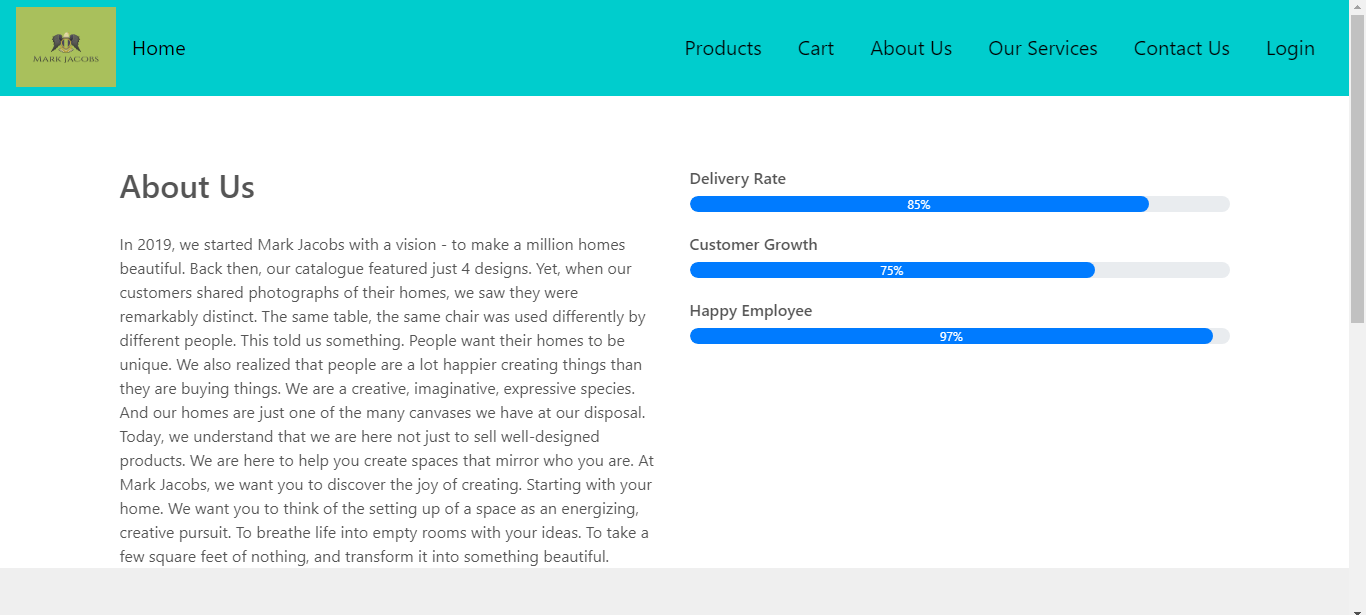 MARK JACOBS
Home
Products
Cart
About Us
Our Services
Contact Us
Login
About Us
In 2019, we started Mark Jacobs with a vision - to make a million homes
beautiful. Back then, our catalogue featured just 4 designs. Yet, when our
customers shared photographs of their homes, we saw they were
remarkably distinct. The same table, the same chair was used differently by
different people. This told us something. People want their homes to be
unique. We also realized that people are a lot happier creating things than
they are buying things. We are a creative, imaginative, expressive species.
And our homes are just one of the many canvases we have at our disposal.
Today, we understand that we are here not just to sell well-designed
products. We are here to help you create spaces that mirror who you are. At
Mark Jacobs, we want you to discover the joy of creating. Starting with your
home. We want you to think of the setting up of a space as an energizing,
creative pursuit. To breathe life into empty rooms with your ideas. To take a
few square feet of nothing, and transform it into something beautiful.
Delivery Rate
85%
Customer Growth
75%
Happy Employee
97%